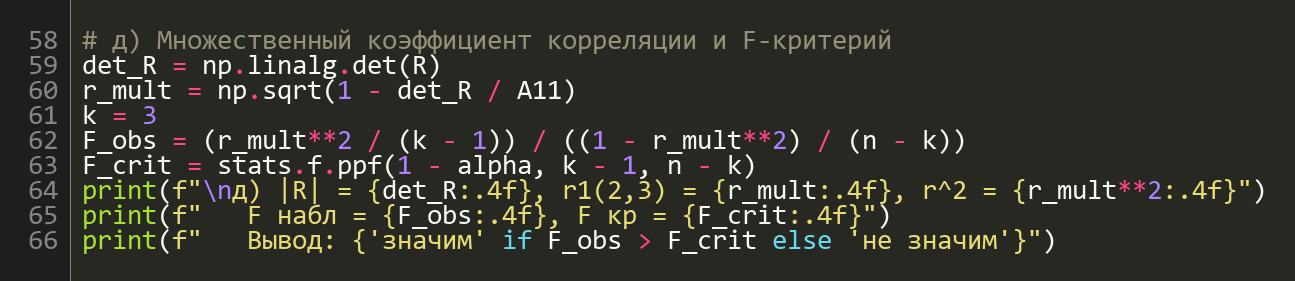 58 # д) Множественный коэффициент корреляции и F-критерий
59 det_R = np.linalg.det(R)
60 r_mult = np.sqrt(1 - det_R / A11)
61 k = 3
62 F_obs = (r_mult**2 / (k - 1)) / ((1 - r_mult**2) / (n - k))
63 F_crit = stats.f.ppf(1 - alpha, k - 1, n - k)
64 print(f"\nд) |R| = {det_R:.4f}, r1(2,3) = {r_mult:.4f}, r^2 = {r_mult**2:.4f}")
65 print(f"   F_набл = {F_obs:.4f}, F_кр = {F_crit:.4f}")
66 print(f"   Вывод: {'значим' if F_obs > F_crit else 'не значим'}")